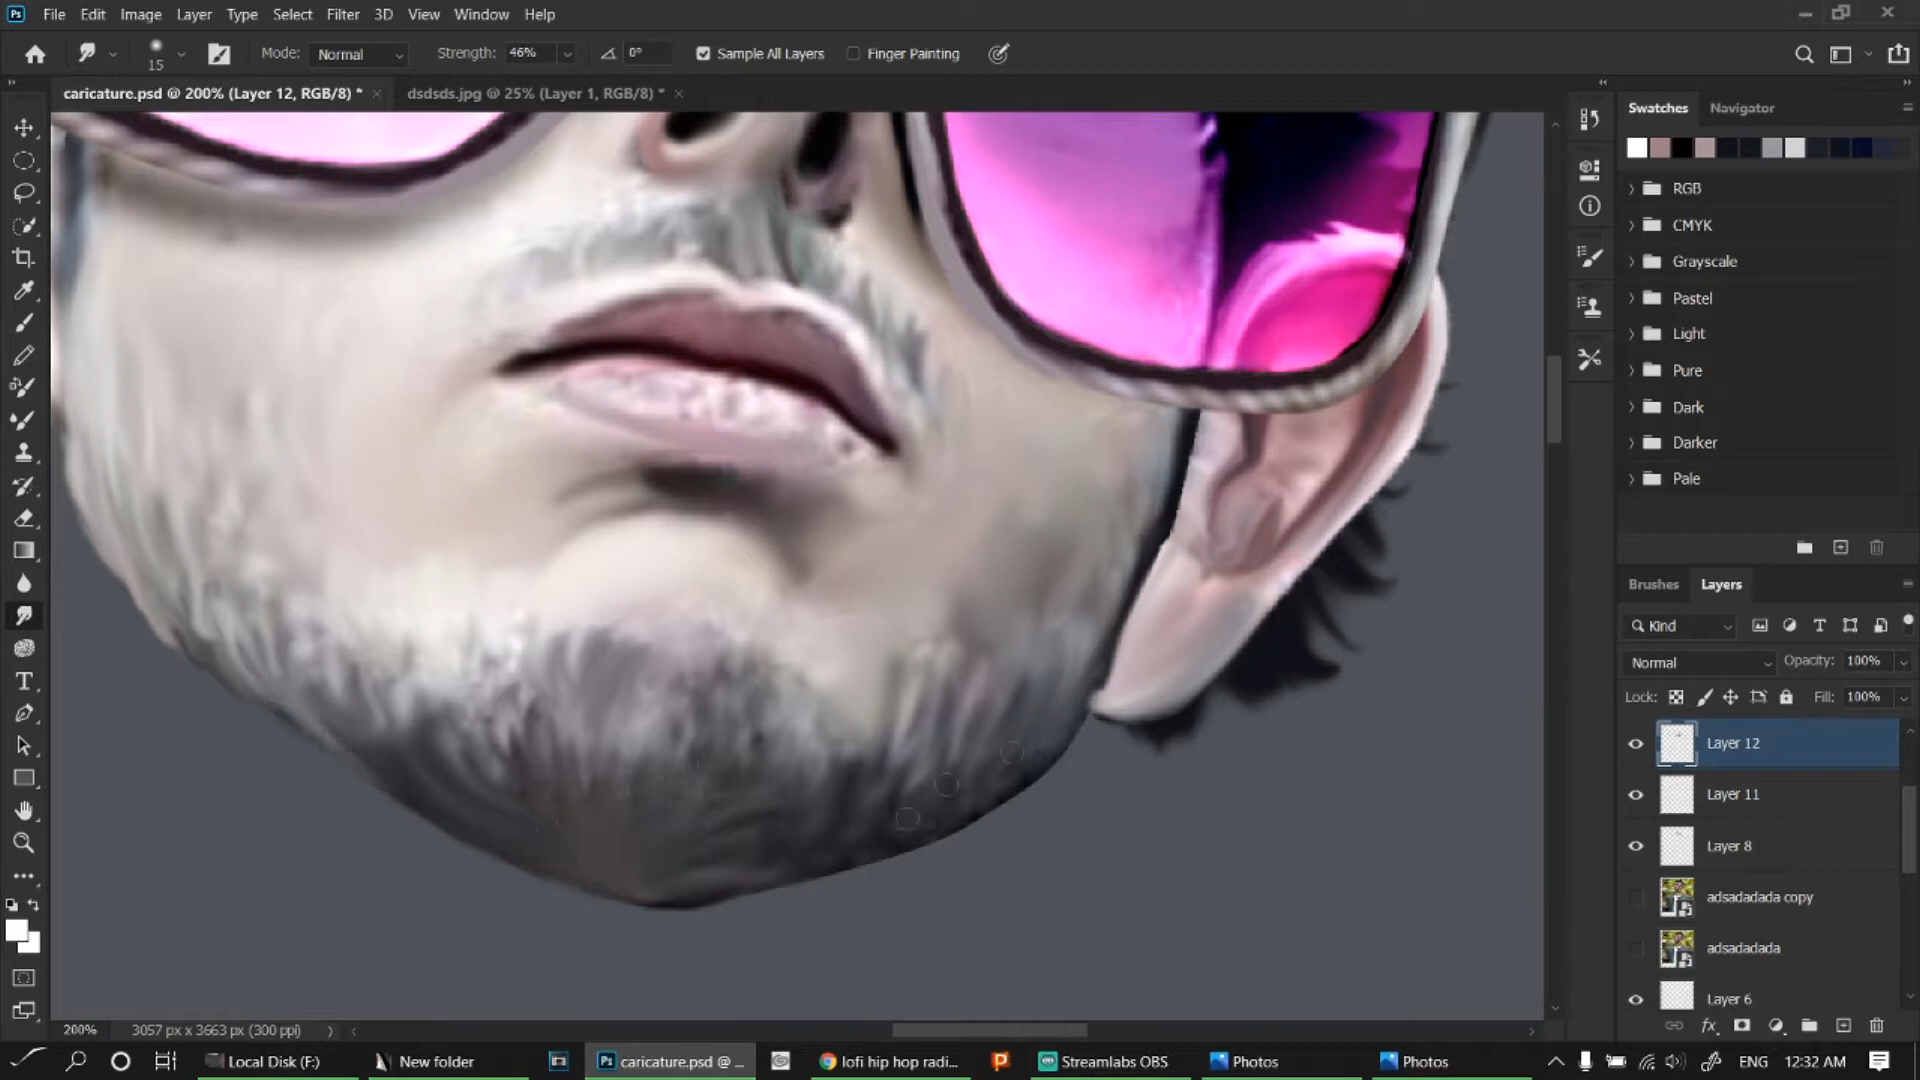 Ps File Edit Image Layer Type Select Filter 3D View Window Help
15 Mode: Normal Strength: 46% 0° Sample All Layers Finger Painting
caricature.psd @ 200% (Layer 12, RGB/8) * × dsdsds.jpg @ 25% (Layer 1, RGB/8) * ×
Swatches Navigator
RGB
CMYK
Grayscale
Pastel
Light
Pure
Dark
Darker
Pale
Brushes Layers
Kind
Normal Opacity: 100%
Lock: Fill: 100%
Layer 12
Layer 11
Layer 8
adsadadada copy
adsadadada
Layer 6
200% 3057 px x 3663 px (300 ppi)
Local Disk (F:) New folder Ps caricature.psd @ ... lofi hip hop radi... Streamlabs OBS Photos Photos ENG 12:32 AM